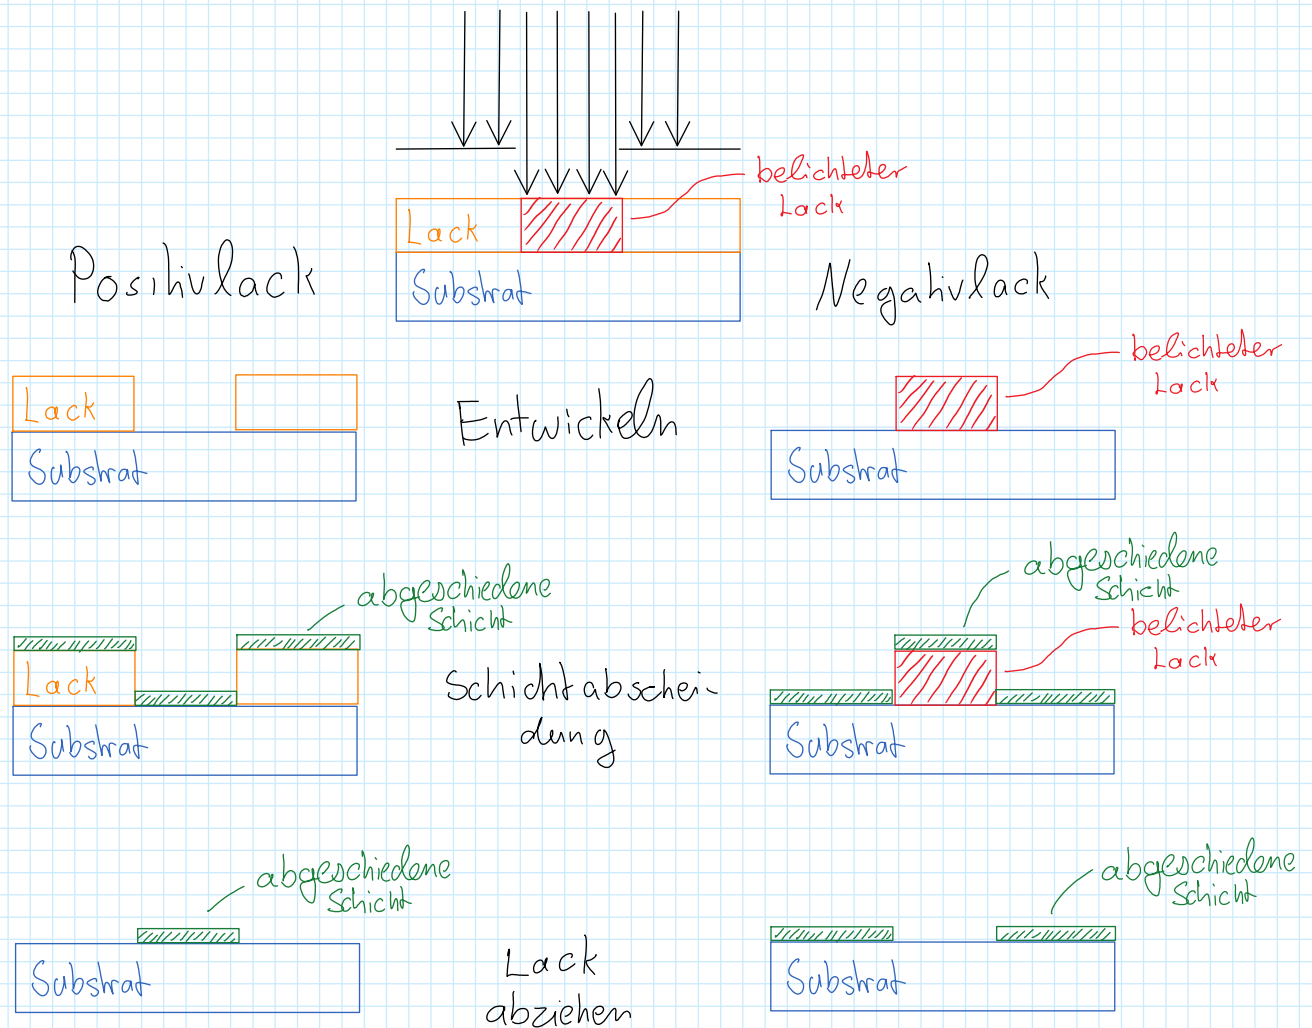 belichteter
Lack
Lack
Substrat
Positivlack
Negativlack
belichteter
Lack
Lack
Substrat
Entwickeln
Substrat
abgeschiedene
Schicht
abgeschiedene
Schicht
belichteter
Lack
Lack
Substrat
Schichtabschei-
dung
Substrat
abgeschiedene
Schicht
abgeschiedene
Schicht
Substrat
Lack
abziehen
Substrat